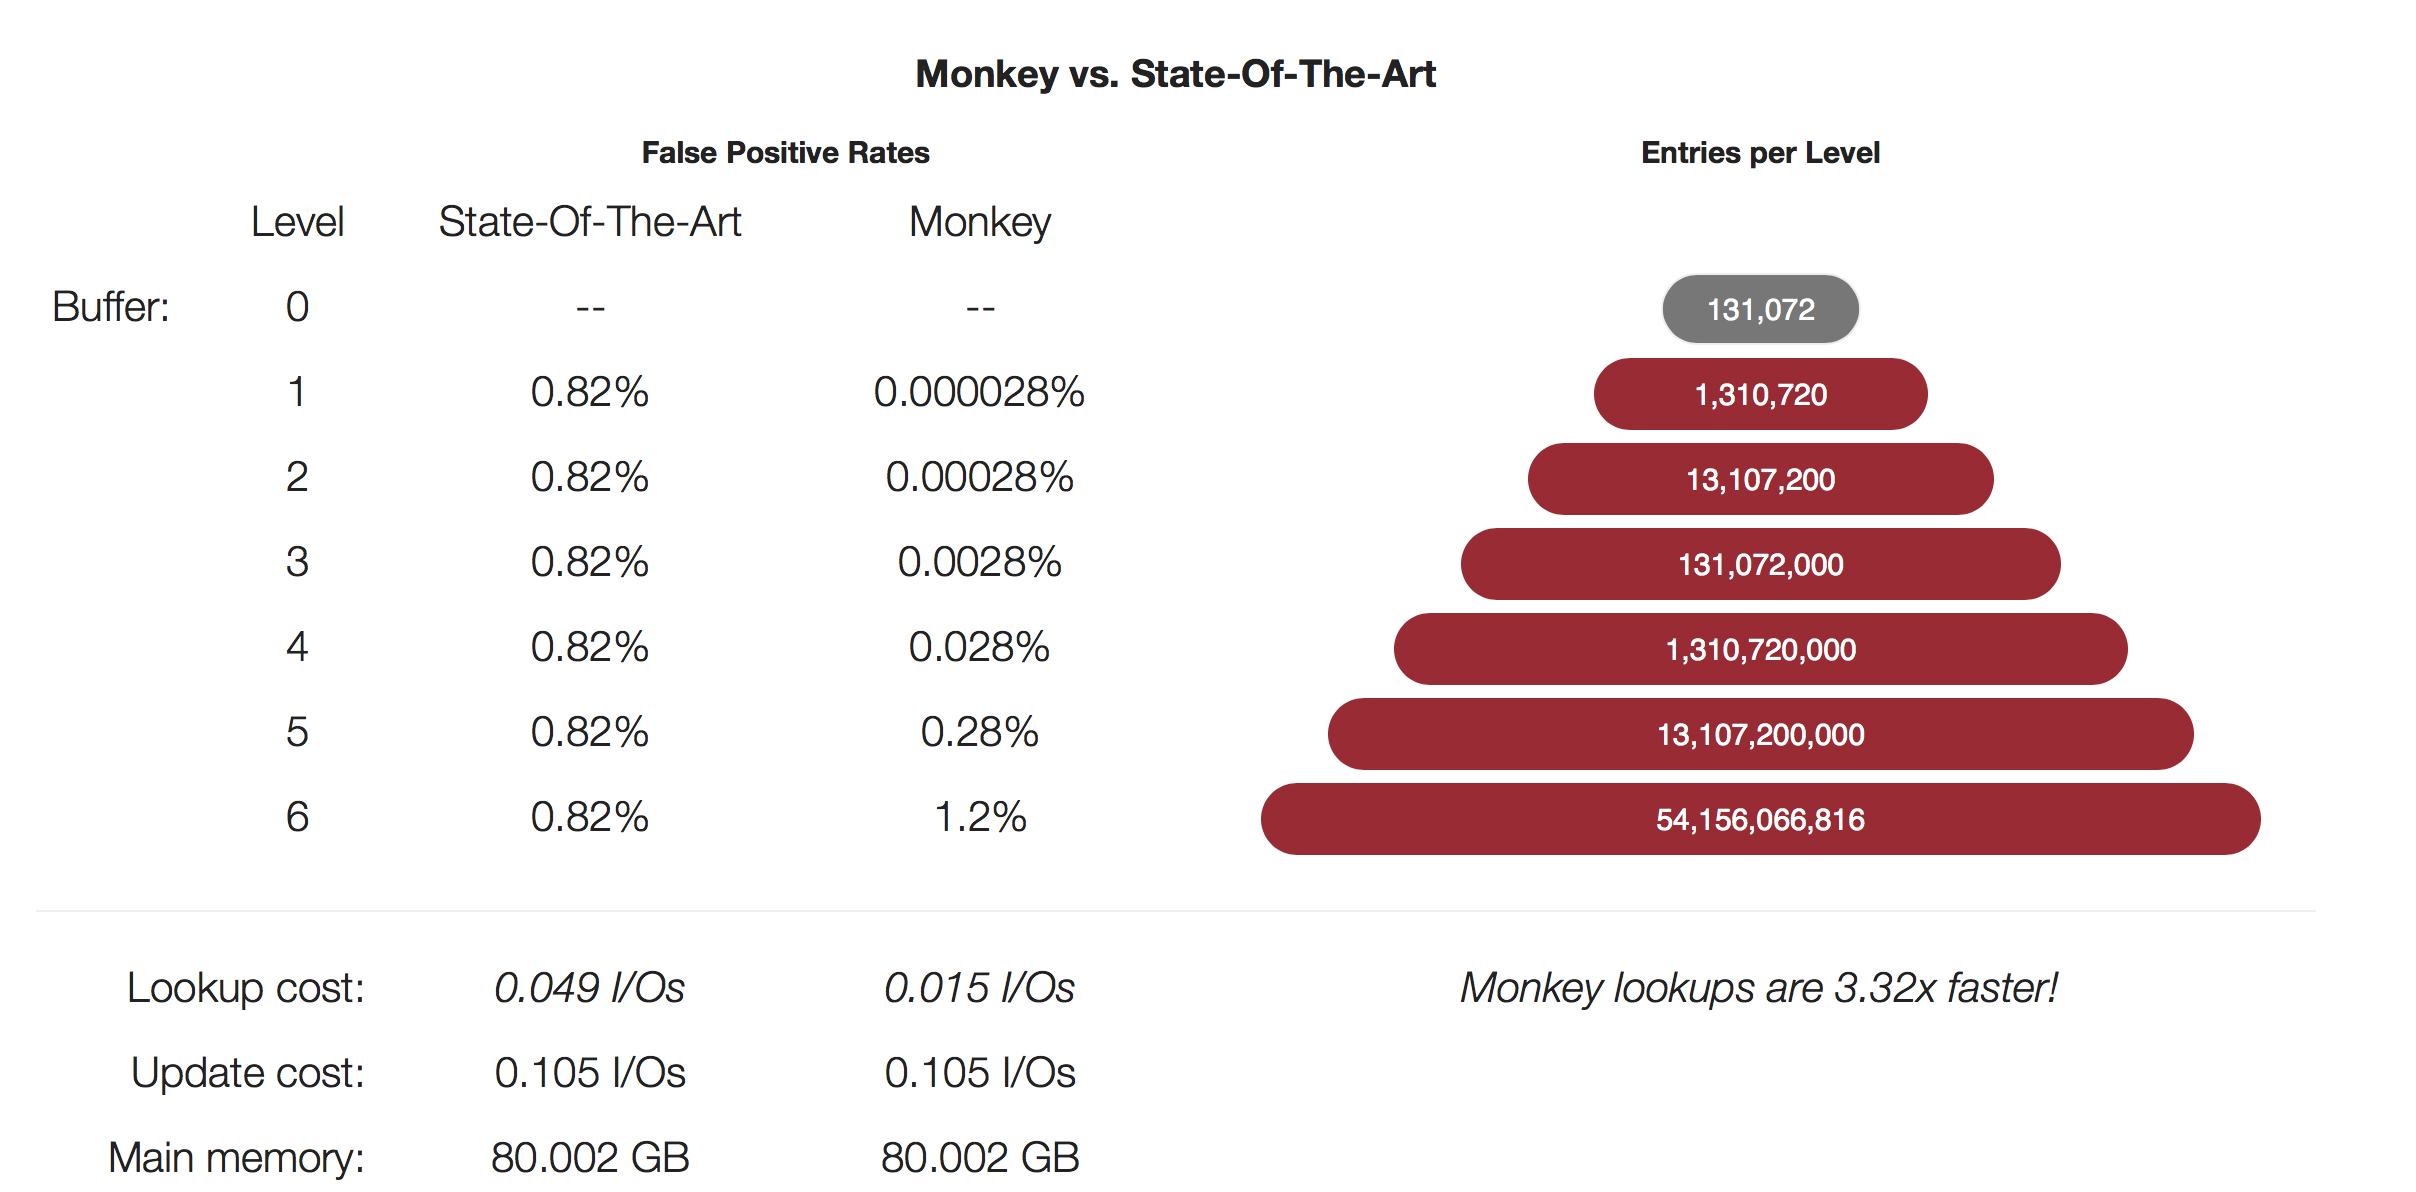 Monkey vs. State-Of-The-Art
False Positive Rates Entries per Level
Level State-Of-The-Art Monkey
Buffer: 0 -- -- 131,072
1 0.82% 0.000028% 1,310,720
2 0.82% 0.00028% 13,107,200
3 0.82% 0.0028% 131,072,000
4 0.82% 0.028% 1,310,720,000
5 0.82% 0.28% 13,107,200,000
6 0.82% 1.2% 54,156,066,816
Lookup cost: 0.049 I/Os 0.015 I/Os Monkey lookups are 3.32x faster!
Update cost: 0.105 I/Os 0.105 I/Os
Main memory: 80.002 GB 80.002 GB